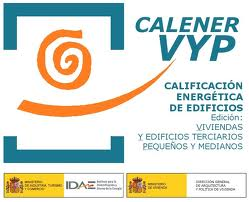 CALENER
VYP
CALIFICACIÓN
ENERGÉTICA
DE EDIFICIOS
Edición:
VIVIENDAS
Y EDIFICIOS TERCIARIOS
PEQUEÑOS Y MEDIANOS
MINISTERIO
DE INDUSTRIA, TURISMO
Y COMERCIO
IDAE
MINISTERIO
DE VIVIENDA
DIRECCIÓN GENERAL
DE ARQUITECTURA
Y POLÍTICA DE VIVIENDA